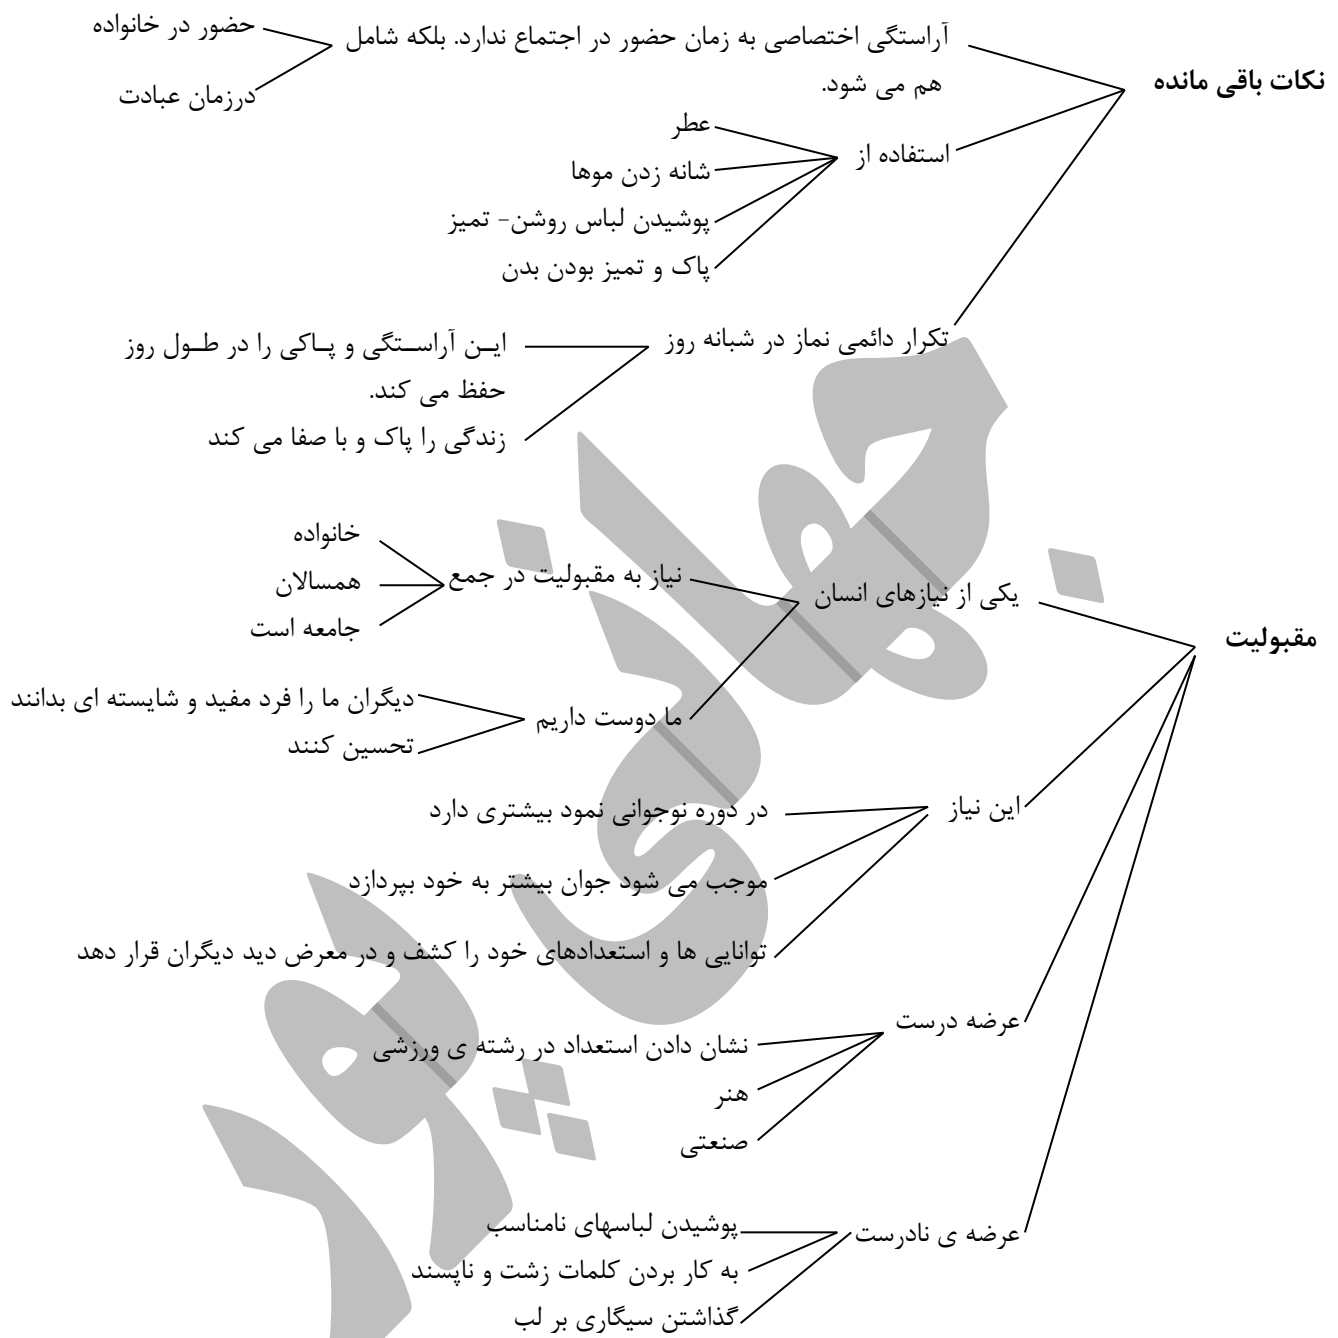 نکات باقی مانده
آراستگی اختصاصی به زمان حضور در اجتماع ندارد. بلکه شامل
حضور در خانواده
درزمان عبادت
هم می شود.
استفاده از
عطر
شانه زدن موها
پوشیدن لباس روشن- تمیز
پاک و تمیز بودن بدن
تکرار دائمی نماز در شبانه روز
ایـن آراسـتگی و پـاکی را در طـول روز
حفظ می کند.
زندگی را پاک و با صفا می کند
مقبولیت
یکی از نیازهای انسان
نیاز به مقبولیت در جمع
خانواده
همسالان
جامعه است
ما دوست داریم
دیگران ما را فرد مفید و شایسته ای بدانند
تحسین کنند
این نیاز
در دوره نوجوانی نمود بیشتری دارد
موجب می شود جوان بیشتر به خود بپردازد
توانایی ها و استعدادهای خود را کشف و در معرض دید دیگران قرار دهد
عرضه درست
نشان دادن استعداد در رشته ی ورزشی
هنر
صنعتی
عرضه ی نادرست
پوشیدن لباسهای نامناسب
به کار بردن کلمات زشت و ناپسند
گذاشتن سیگاری بر لب
جهانی پور